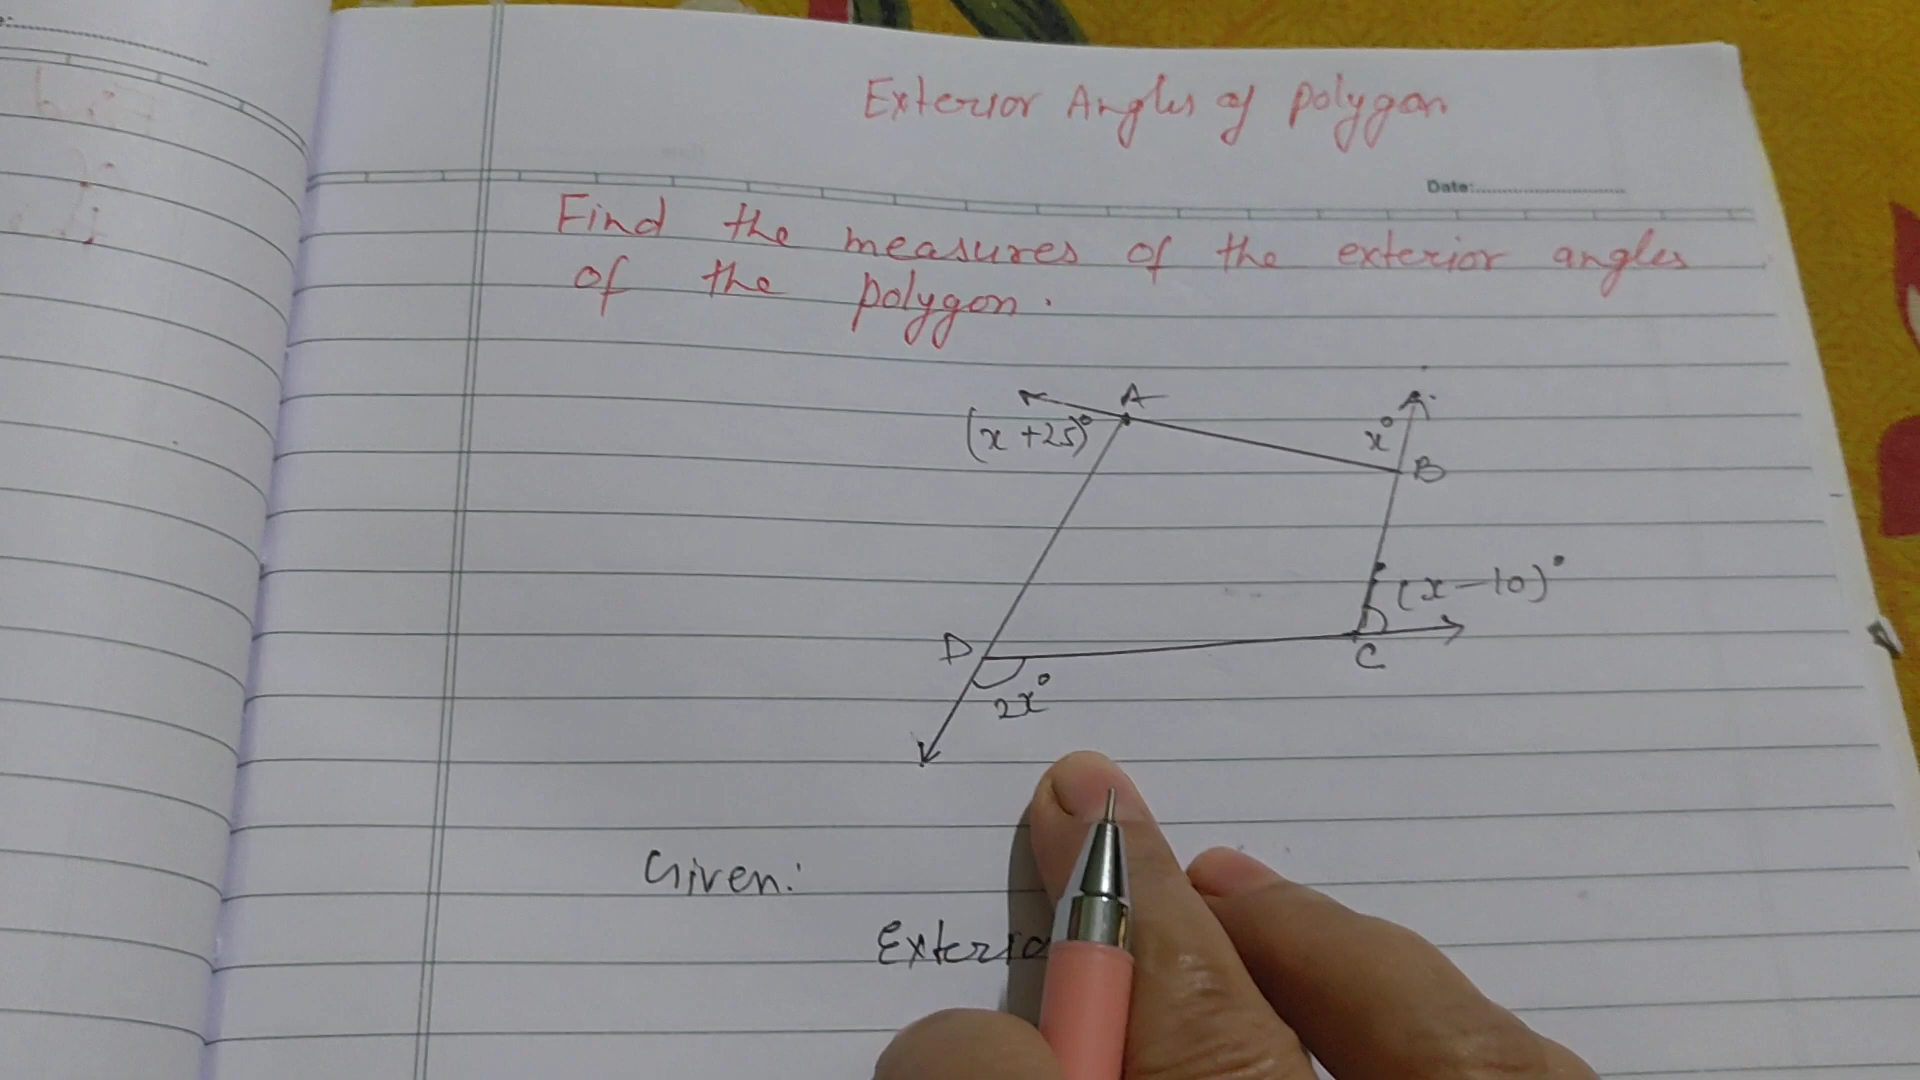 Exterior Angles of polygon
Date:
Find the measures of the exterior angles
of the polygon.
A
(x +25)°
x°
B
(x-10)°
D
C
2x°
Given:
Exterio